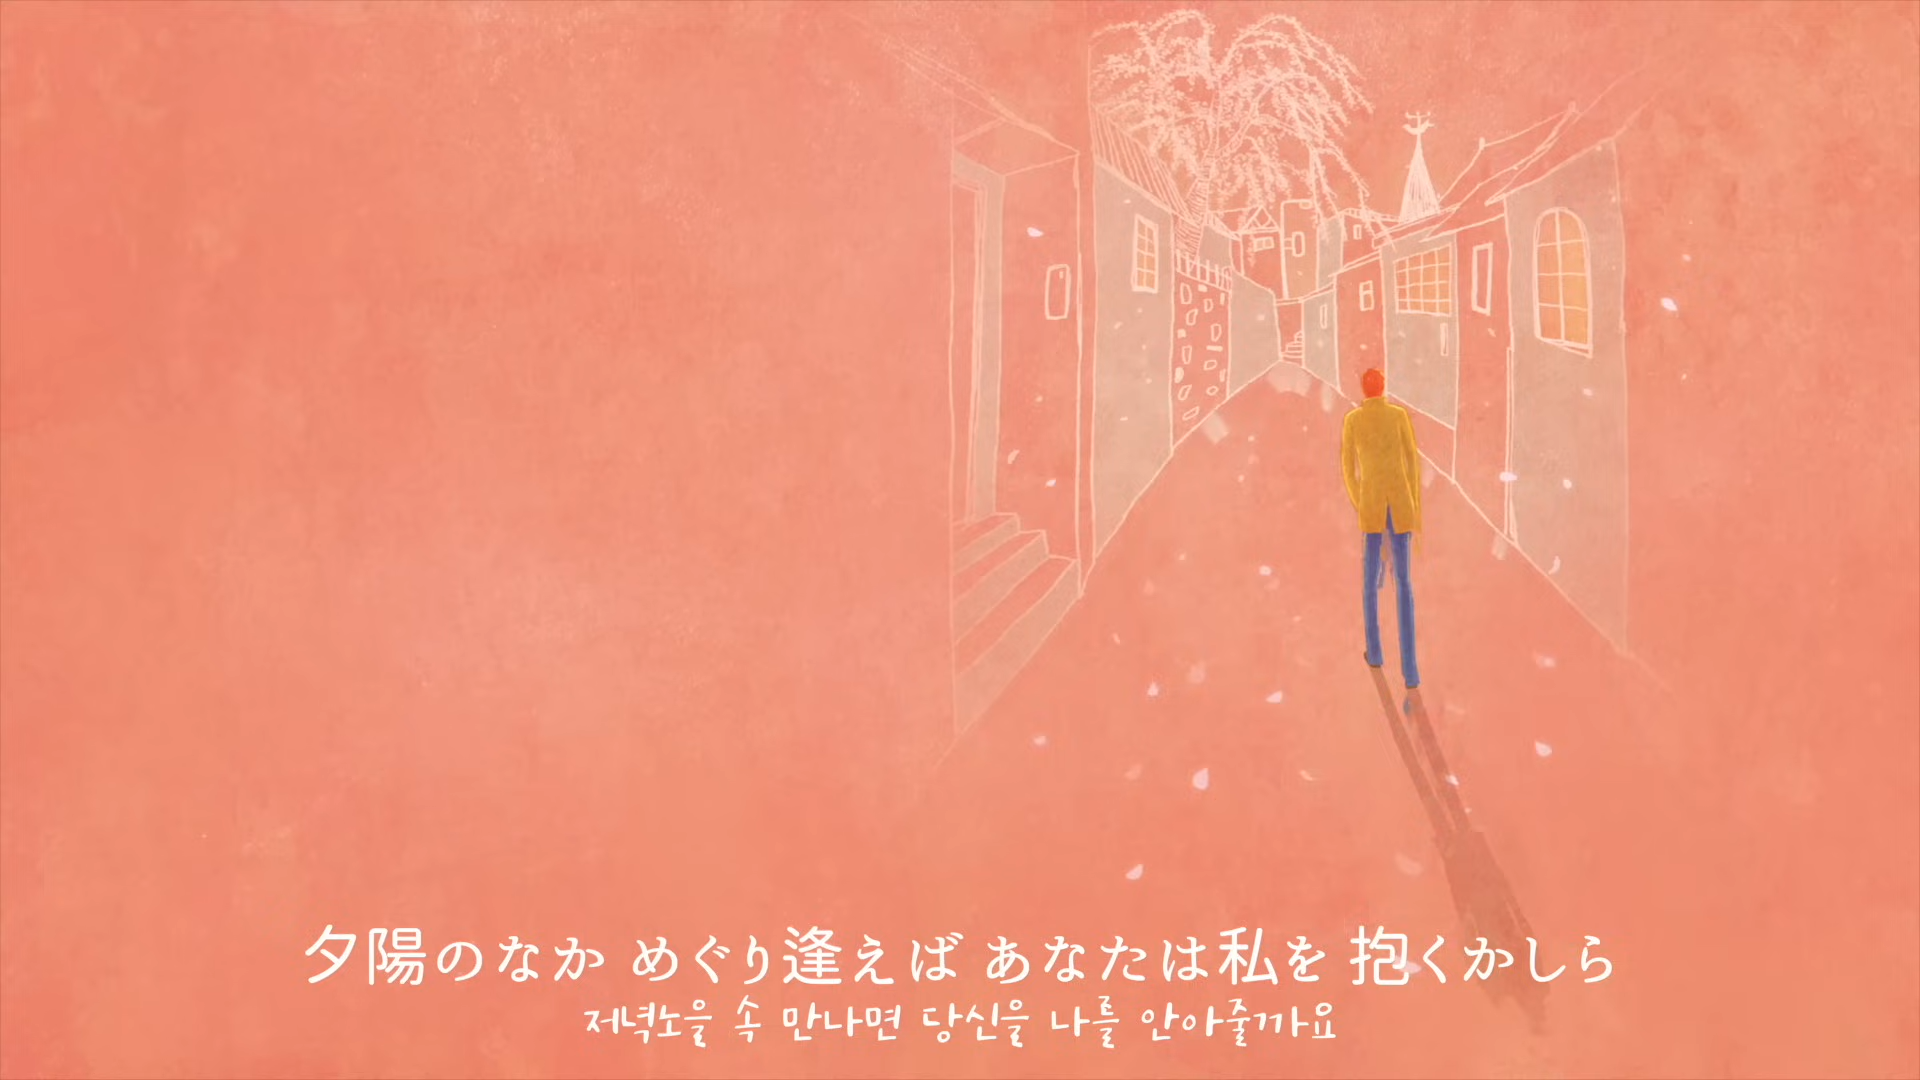 夕陽のなか めぐり逢えば あなたは私を 抱くかしら
저녁노을 속 만나면 당신을 나를 안아줄까요